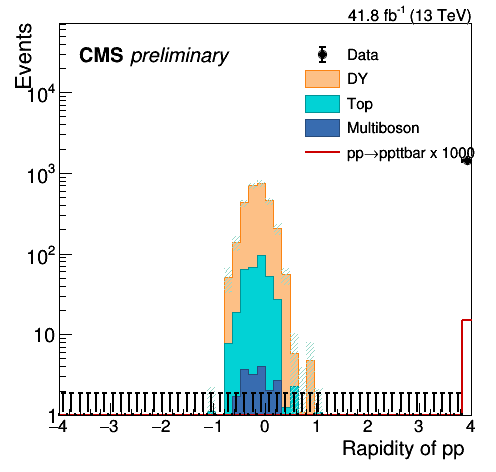 41.8 fb⁻¹ (13 TeV)
Events
CMS preliminary
Data
DY
Top
Multiboson
pp→ppttbar x 1000
10⁴
10³
10²
10
1
−4 −3 −2 −1 0 1 2 3 4
Rapidity of pp